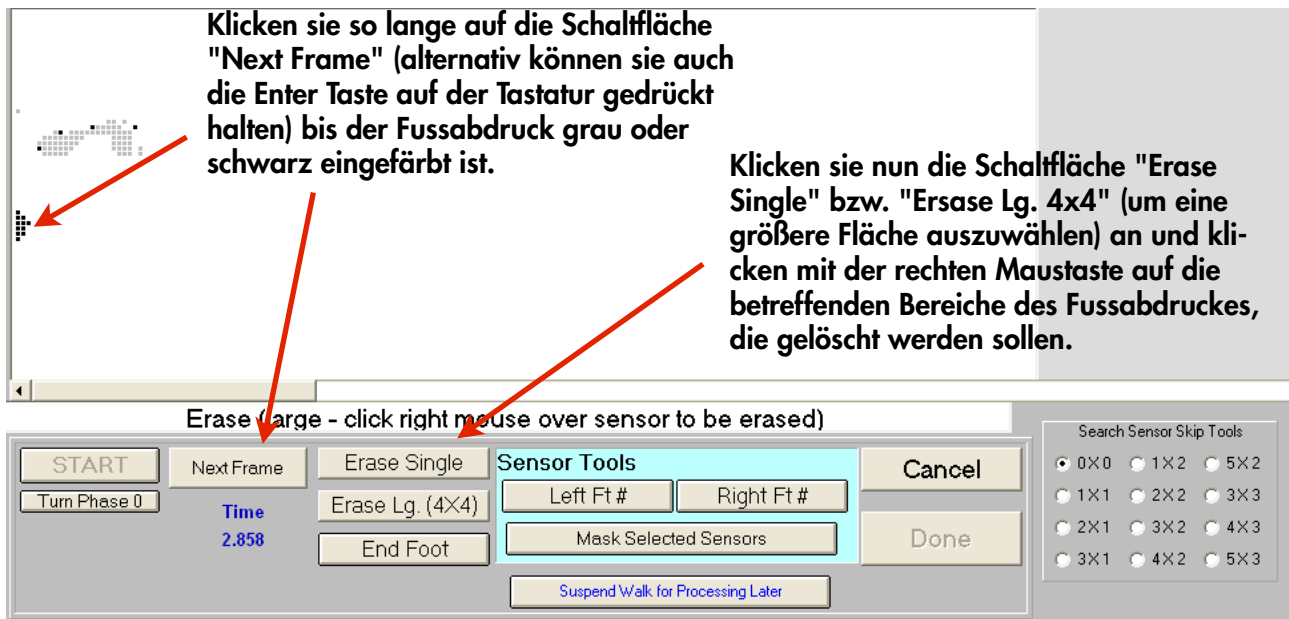 Klicken sie so lange auf die Schaltfläche
"Next Frame" (alternativ können sie auch
die Enter Taste auf der Tastatur gedrückt
halten) bis der Fussabdruck grau oder
schwarz eingefärbt ist.
Klicken sie nun die Schaltfläche "Erase
Single" bzw. "Ersase Lg. 4x4" (um eine
größere Fläche auszuwählen) an und kli-
cken mit der rechten Maustaste auf die
betreffenden Bereiche des Fussabdruckes,
die gelöscht werden sollen.
Erase (large - click right mouse over sensor to be erased)
START
Turn Phase 0
Next Frame
Time
2.858
Erase Single
Erase Lg. (4X4)
End Foot
Sensor Tools
Left Ft # Right Ft #
Mask Selected Sensors
Suspend Walk for Processing Later
Cancel
Done
Search Sensor Skip Tools
0X0 1X2 5X2
1X1 2X2 3X3
2X1 3X2 4X3
3X1 4X2 5X3